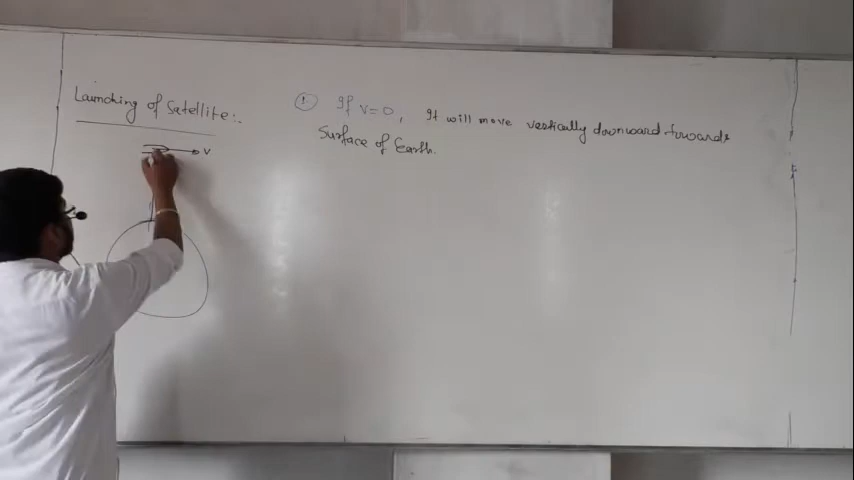 Launching of Satellite:-
v
① If v=0, It will move vertically downward towards
Surface of Earth.